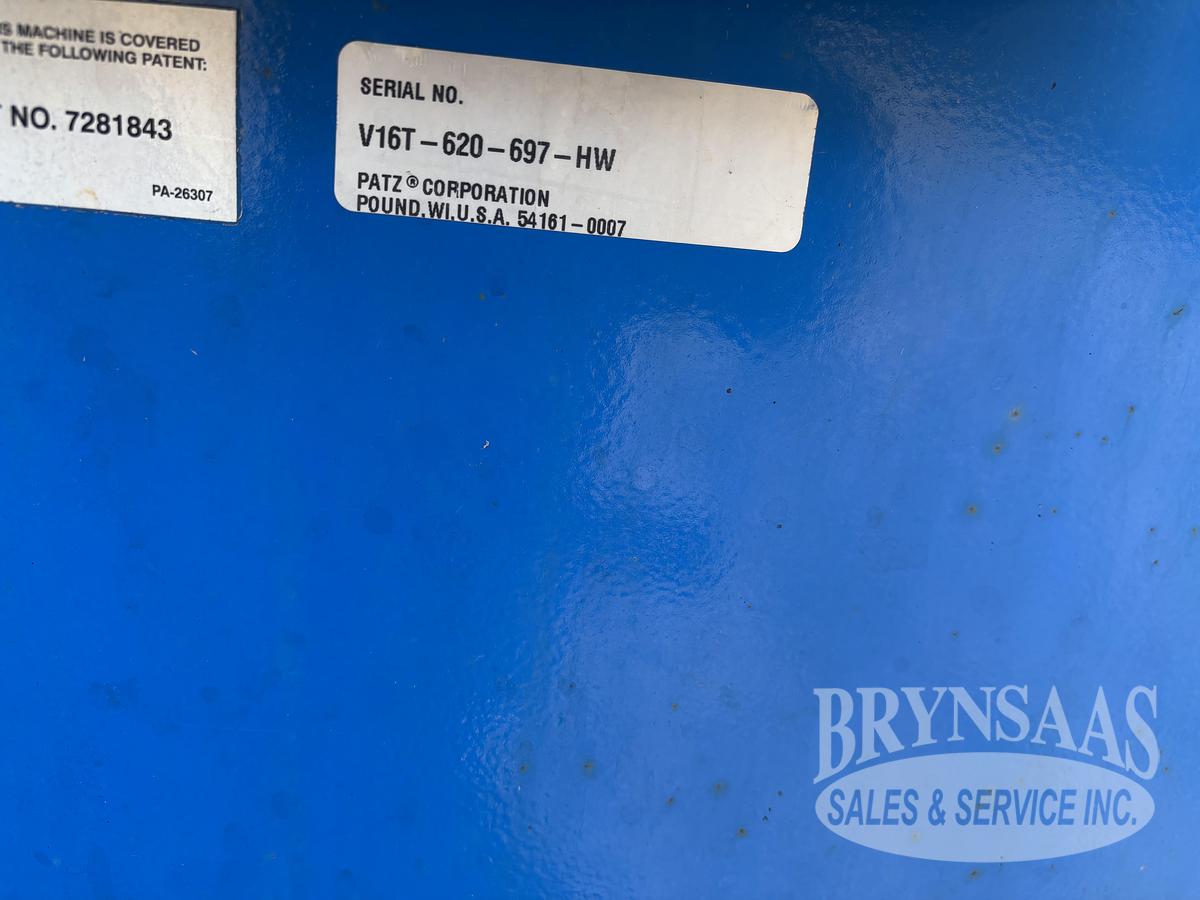 S MACHINE IS COVERED
THE FOLLOWING PATENT:
NO. 7281843
PA-26307
SERIAL NO.
V16T-620-697-HW
PATZ® CORPORATION
POUND,WI,U.S.A. 54161-0007
BRYNSAAS
SALES & SERVICE INC.